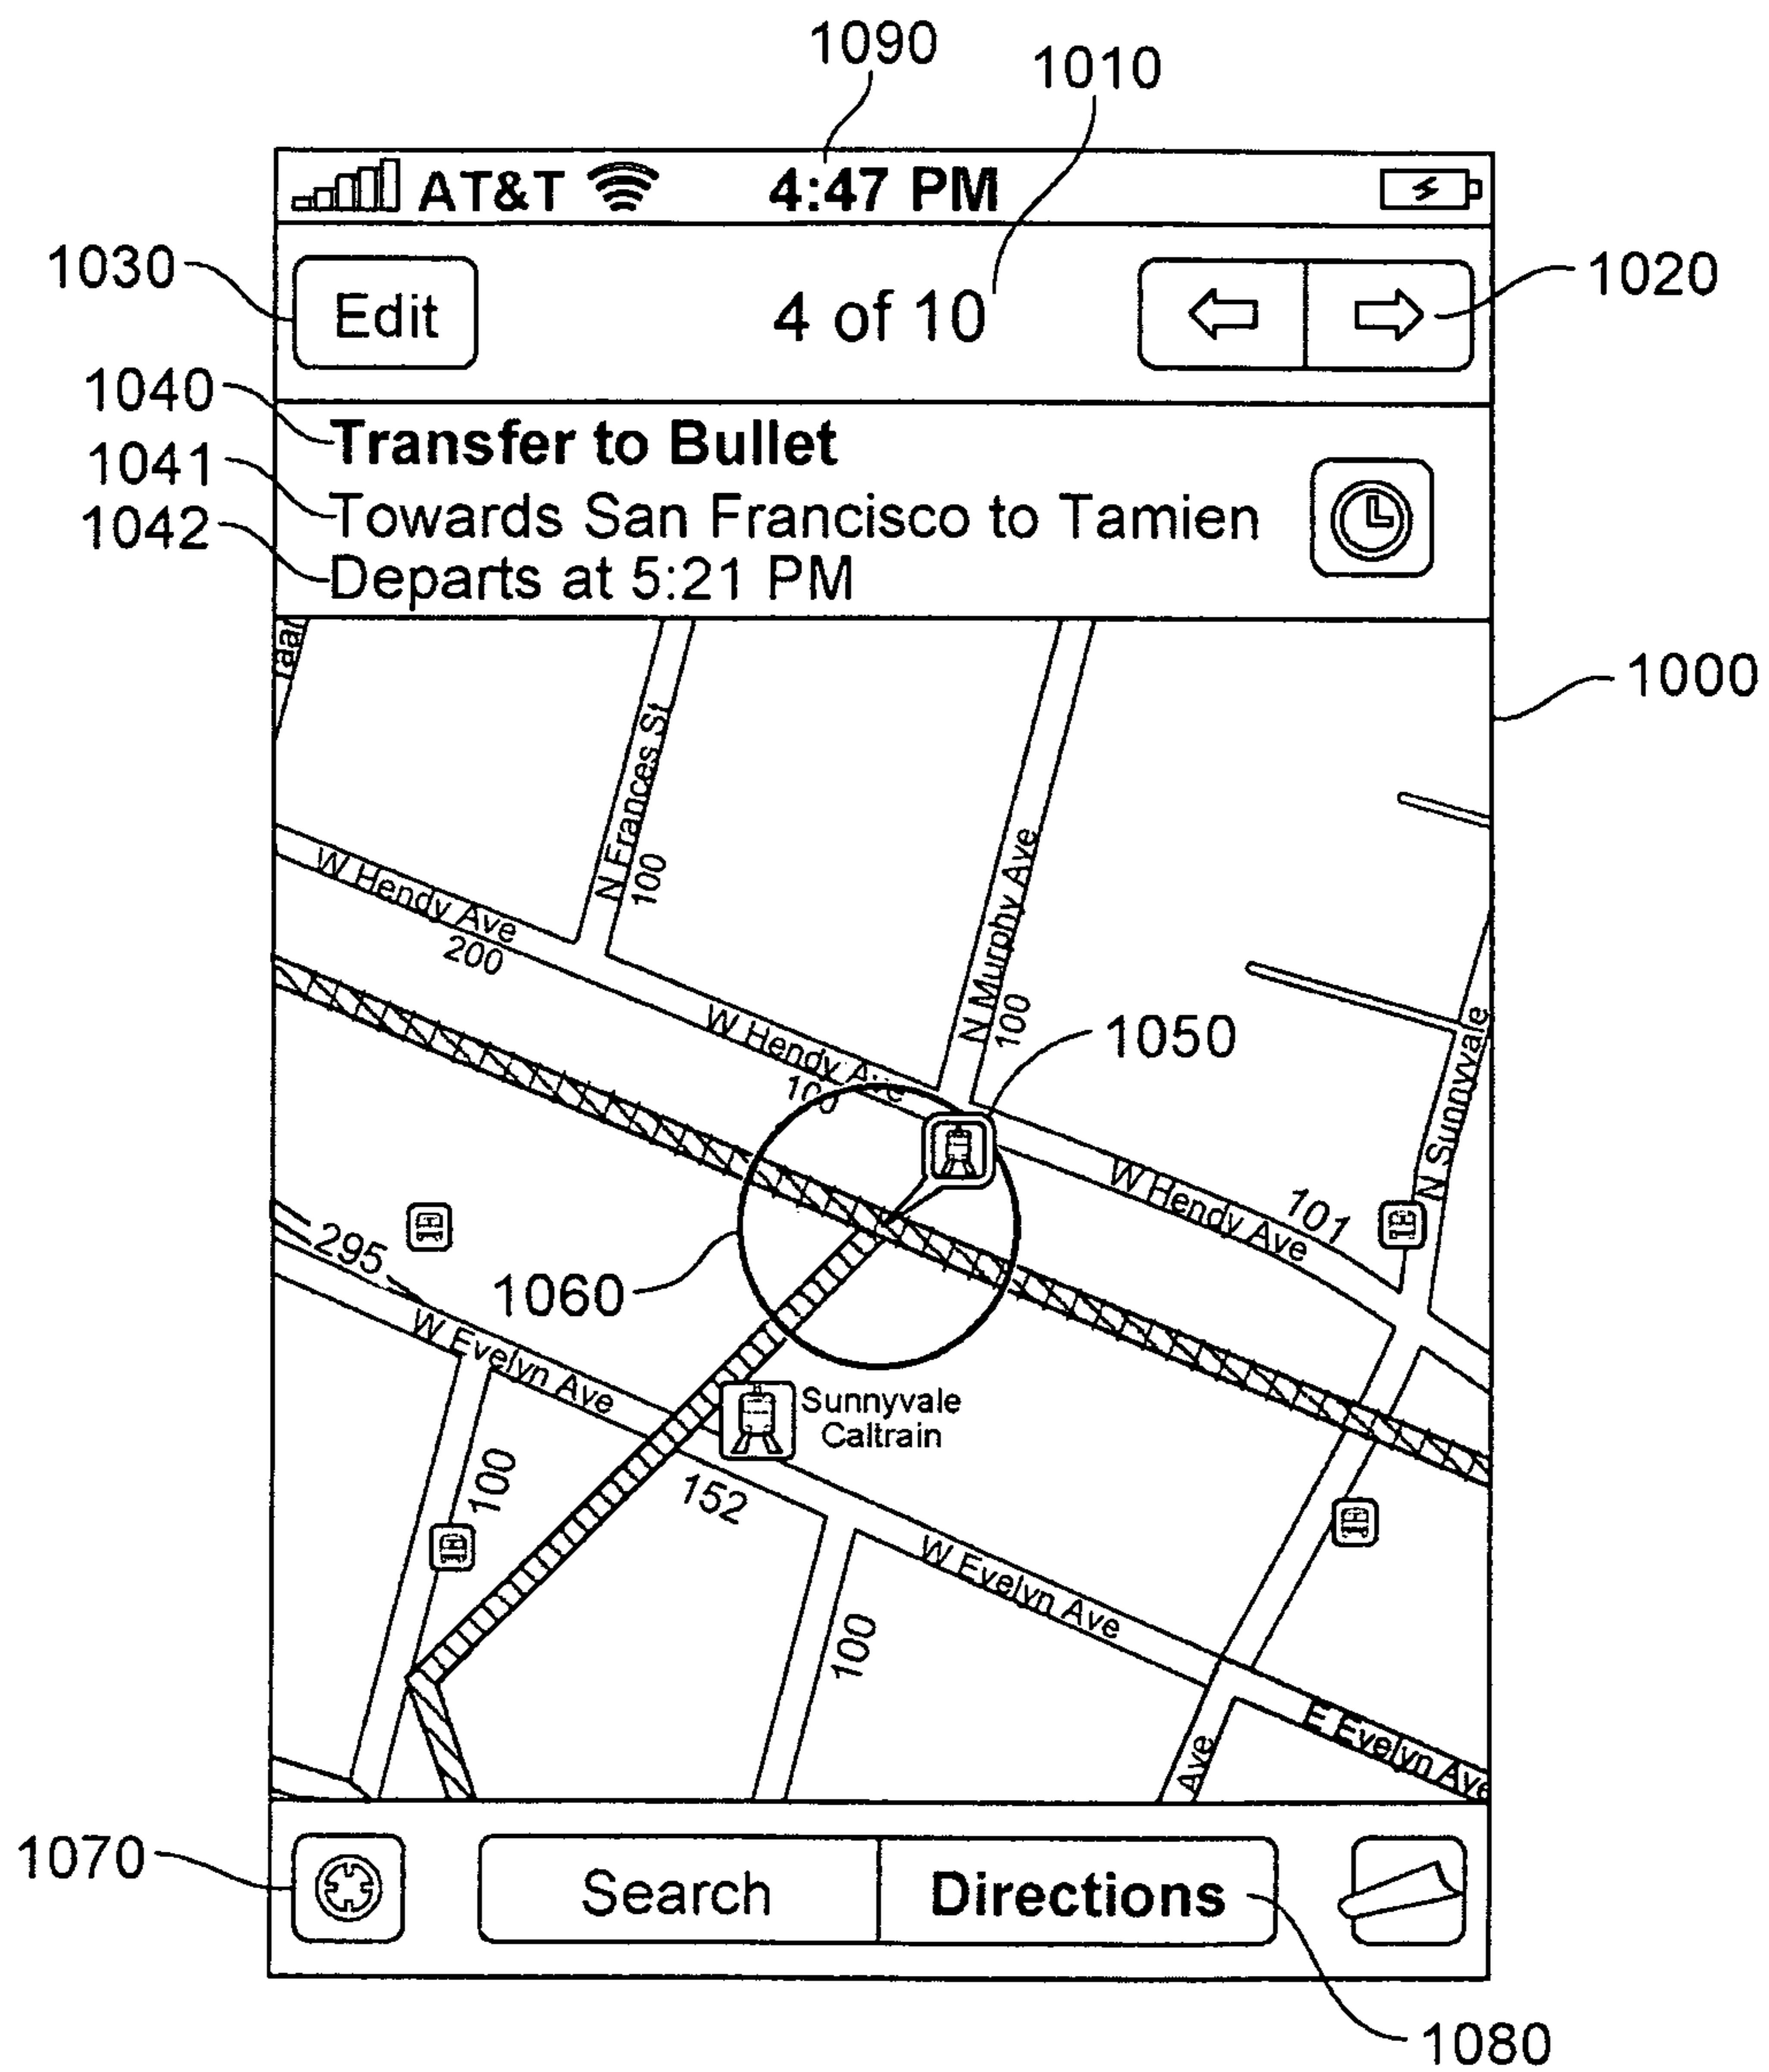 1090
1010
AT&T 4:47 PM
1030
Edit
4 of 10
1020
1040
Transfer to Bullet
1041
Towards San Francisco to Tamien
1042
Departs at 5:21 PM
1000
N Frances St
100
W Hendy Ave
200
N Murphy Ave
100
W Hendy Ave
100
1050
N Sunnyvale
W Hendy Ave
101
295
1060
W Evelyn Ave
Sunnyvale
Caltrain
100
152
W Evelyn Ave
100
E Evelyn Ave
Ave
1070
Search
Directions
1080